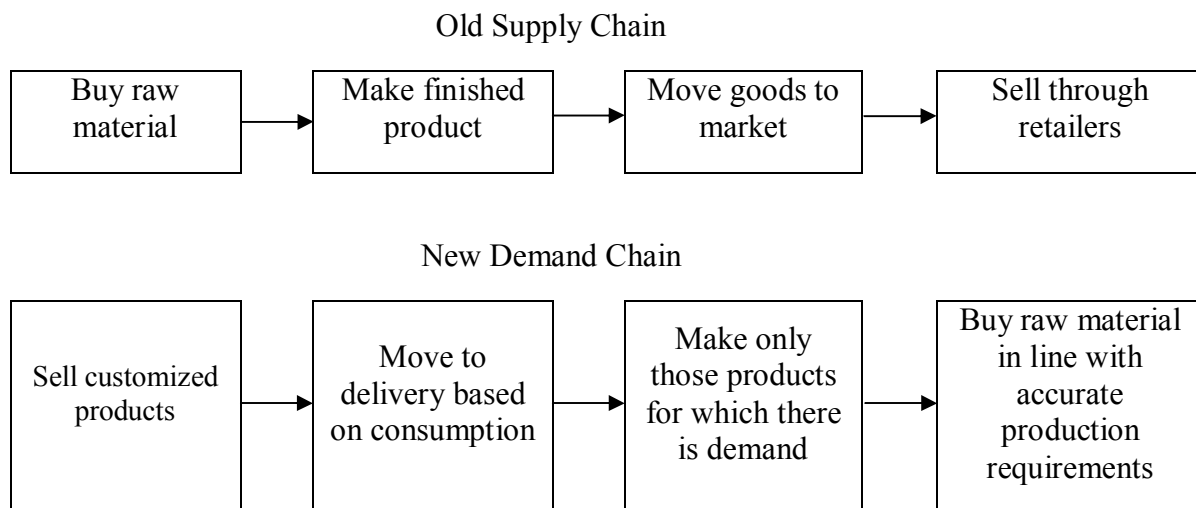 Old Supply Chain
Buy raw
material
Make finished
product
Move goods to
market
Sell through
retailers
New Demand Chain
Sell customized
products
Move to
delivery based
on consumption
Make only
those products
for which there
is demand
Buy raw material
in line with
accurate
production
requirements